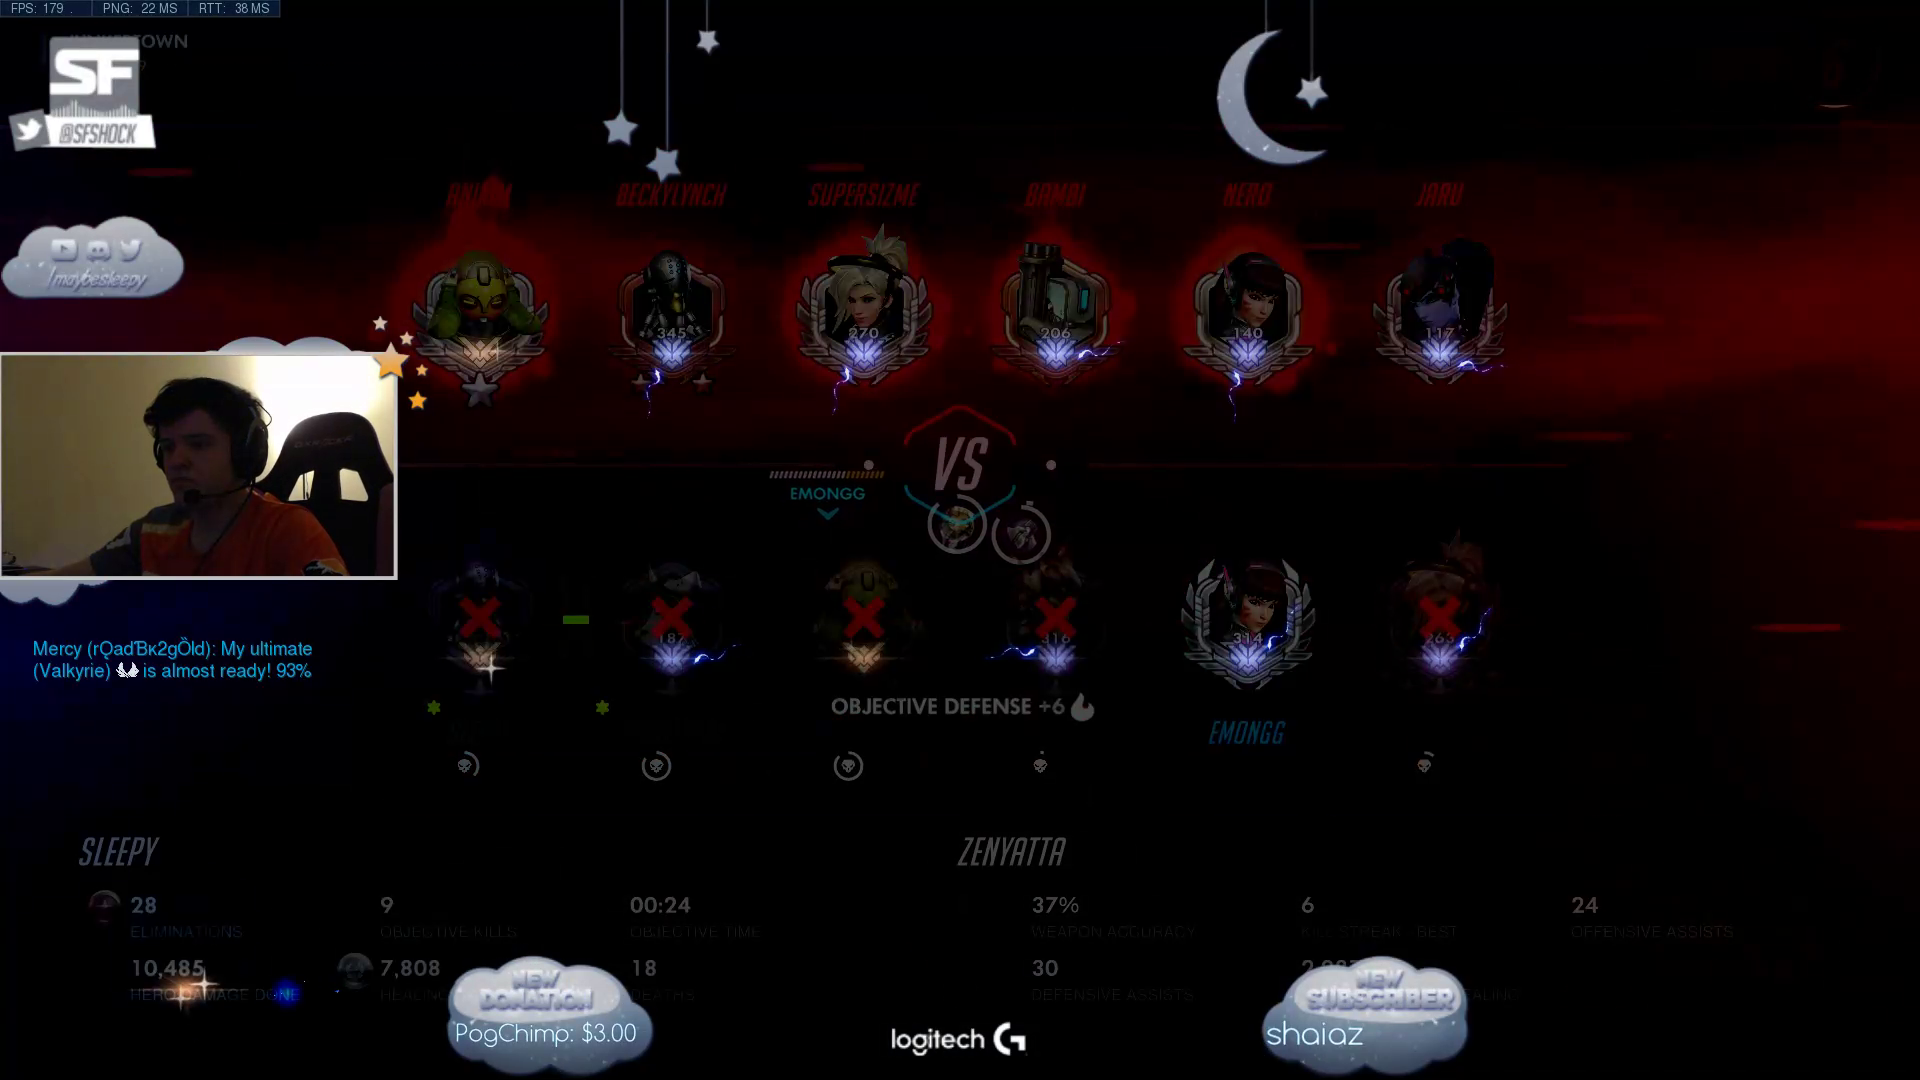 FPS: 179 . PNG: 22 MS RTT: 38 MS
SF
@SFSHOCK
/maybesleepy
BECKYLYNCH SUPERSIZME BAMBI NERO JARU
345 270 206 140 117
VS
EMONGG
187 316 314 263
Mercy (rQadɃĸ2gȌld): My ultimate
(Valkyrie) is almost ready! 93%
OBJECTIVE DEFENSE +6
EMONGG
SLEEPY
28 9 00:24
ELIMINATIONS OBJECTIVE KILLS OBJECTIVE TIME
10,485 7,808 18
HERO DAMAGE DONE DEATHS
ZENYATTA
37% 6 24
WEAPON ACCURACY KILL STREAK - BEST OFFENSIVE ASSISTS
30
DEFENSIVE ASSISTS
NEW
DONATION
PogChimp: $3.00
logitech G
NEW
SUBSCRIBER
shaiaz